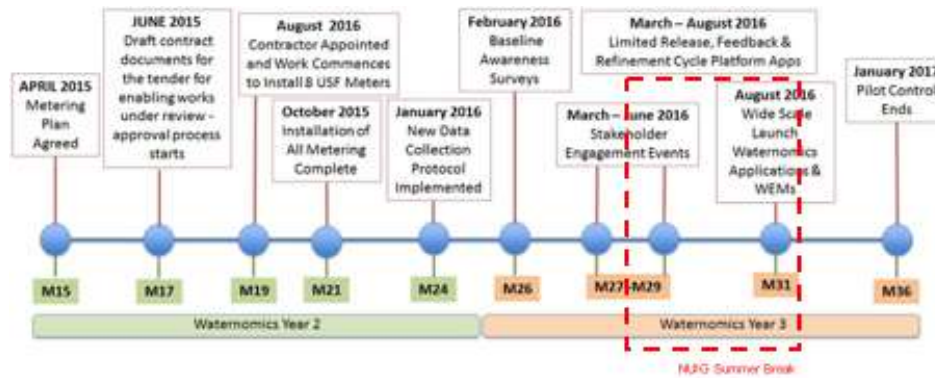 APRIL 2015
Metering
Plan
Agreed
JUNE 2015
Draft contract
documents for
the tender for
enabling works
under review –
approval process
starts
August 2016
Contractor Appointed
and Work Commences
to Install 8 USF Meters
October 2015
Installation of
All Metering
Complete
January 2016
New Data
Collection
Protocol
Implemented
February 2016
Baseline
Awareness
Surveys
March – June 2016
Stakeholder
Engagement Events
March – August 2016
Limited Release, Feedback &
Refinement Cycle Platform Apps
August 2016
Wide Scale
Launch
Waternomics
Applications &
WEMs
January 2017
Pilot Control
Ends
M15
M17
M19
M21
M24
M26
M27-M29
M31
M36
Waternomics Year 2
Waternomics Year 3
NUIG Summer Break